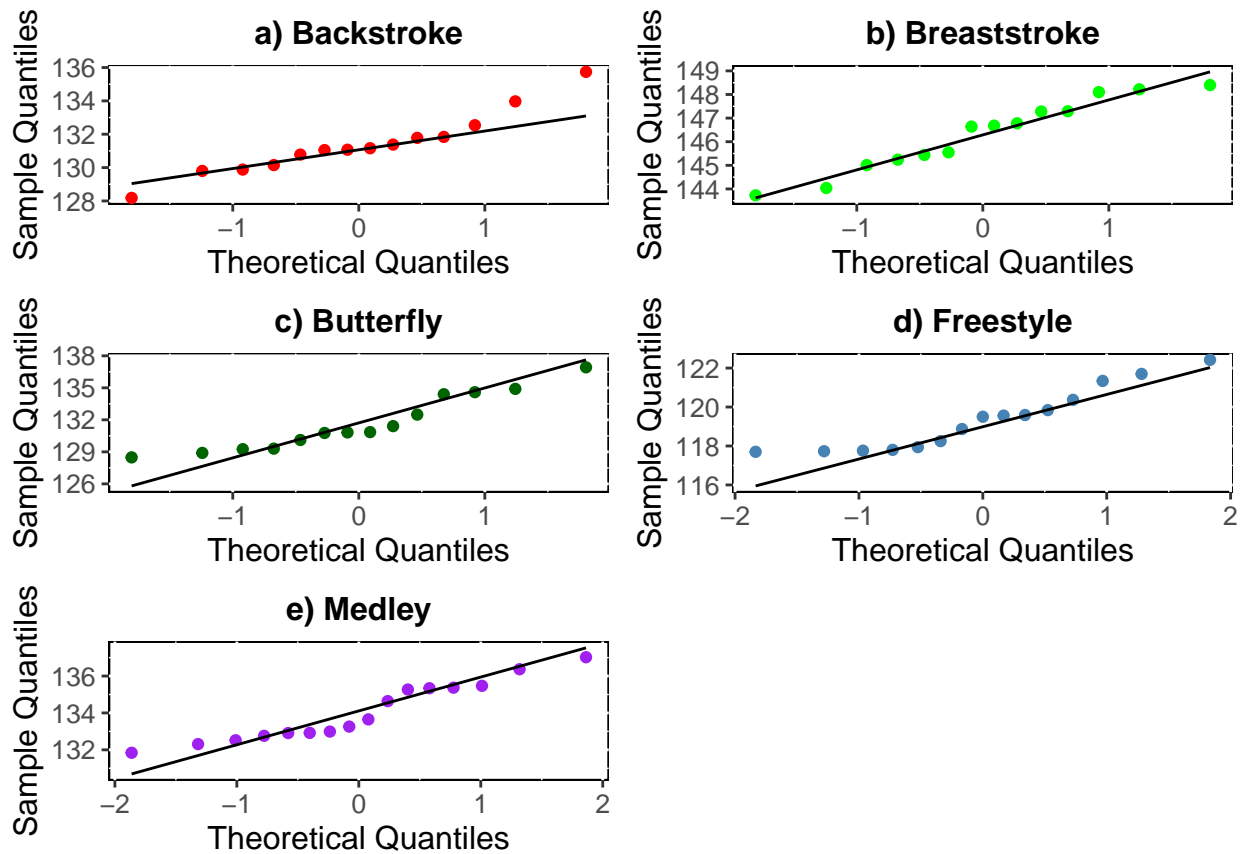 a) Backstroke
Sample Quantiles
136
134
132
130
128
−1
0
1
Theoretical Quantiles
b) Breaststroke
Sample Quantiles
149
148
147
146
145
144
−1
0
1
Theoretical Quantiles
c) Butterfly
Sample Quantiles
138
135
132
129
126
−1
0
1
Theoretical Quantiles
d) Freestyle
Sample Quantiles
122
120
118
116
−2
−1
0
1
2
Theoretical Quantiles
e) Medley
Sample Quantiles
136
134
132
−2
−1
0
1
2
Theoretical Quantiles